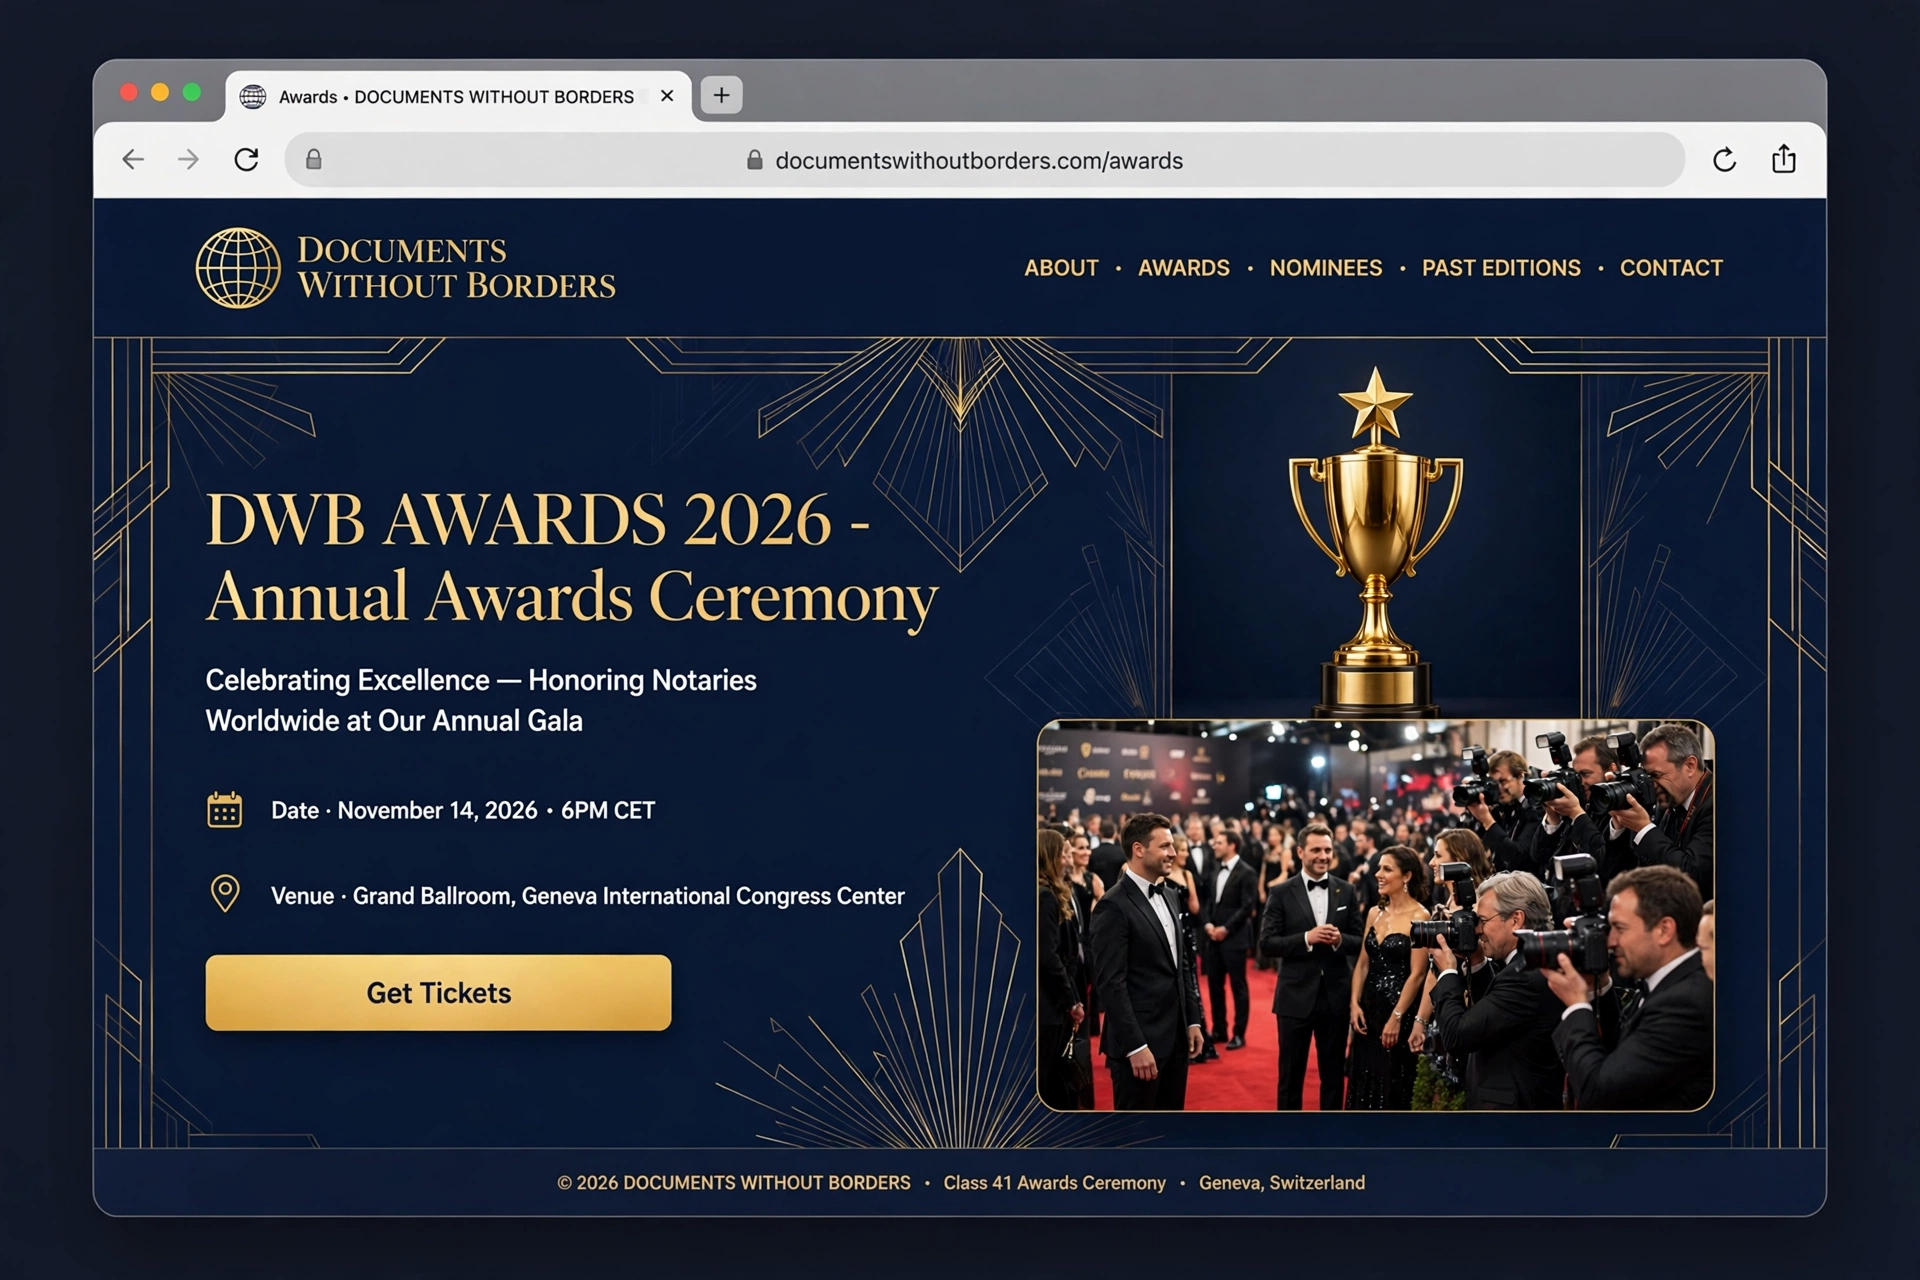 Awards • DOCUMENTS WITHOUT BORDERS
documentswithoutborders.com/awards
DOCUMENTS
WITHOUT BORDERS
ABOUT • AWARDS • NOMINEES • PAST EDITIONS • CONTACT
DWB AWARDS 2026 -
Annual Awards Ceremony
Celebrating Excellence — Honoring Notaries
Worldwide at Our Annual Gala
Date · November 14, 2026 • 6PM CET
Venue · Grand Ballroom, Geneva International Congress Center
Get Tickets
© 2026 DOCUMENTS WITHOUT BORDERS • Class 41 Awards Ceremony • Geneva, Switzerland